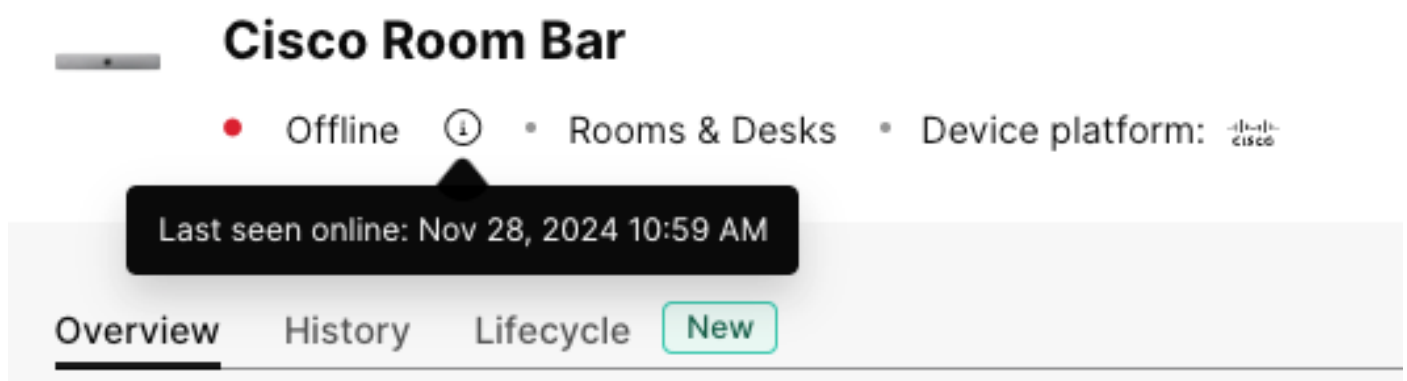 Cisco Room Bar
Offline • Rooms & Desks • Device platform: CISCO
Last seen online: Nov 28, 2024 10:59 AM
Overview History Lifecycle New